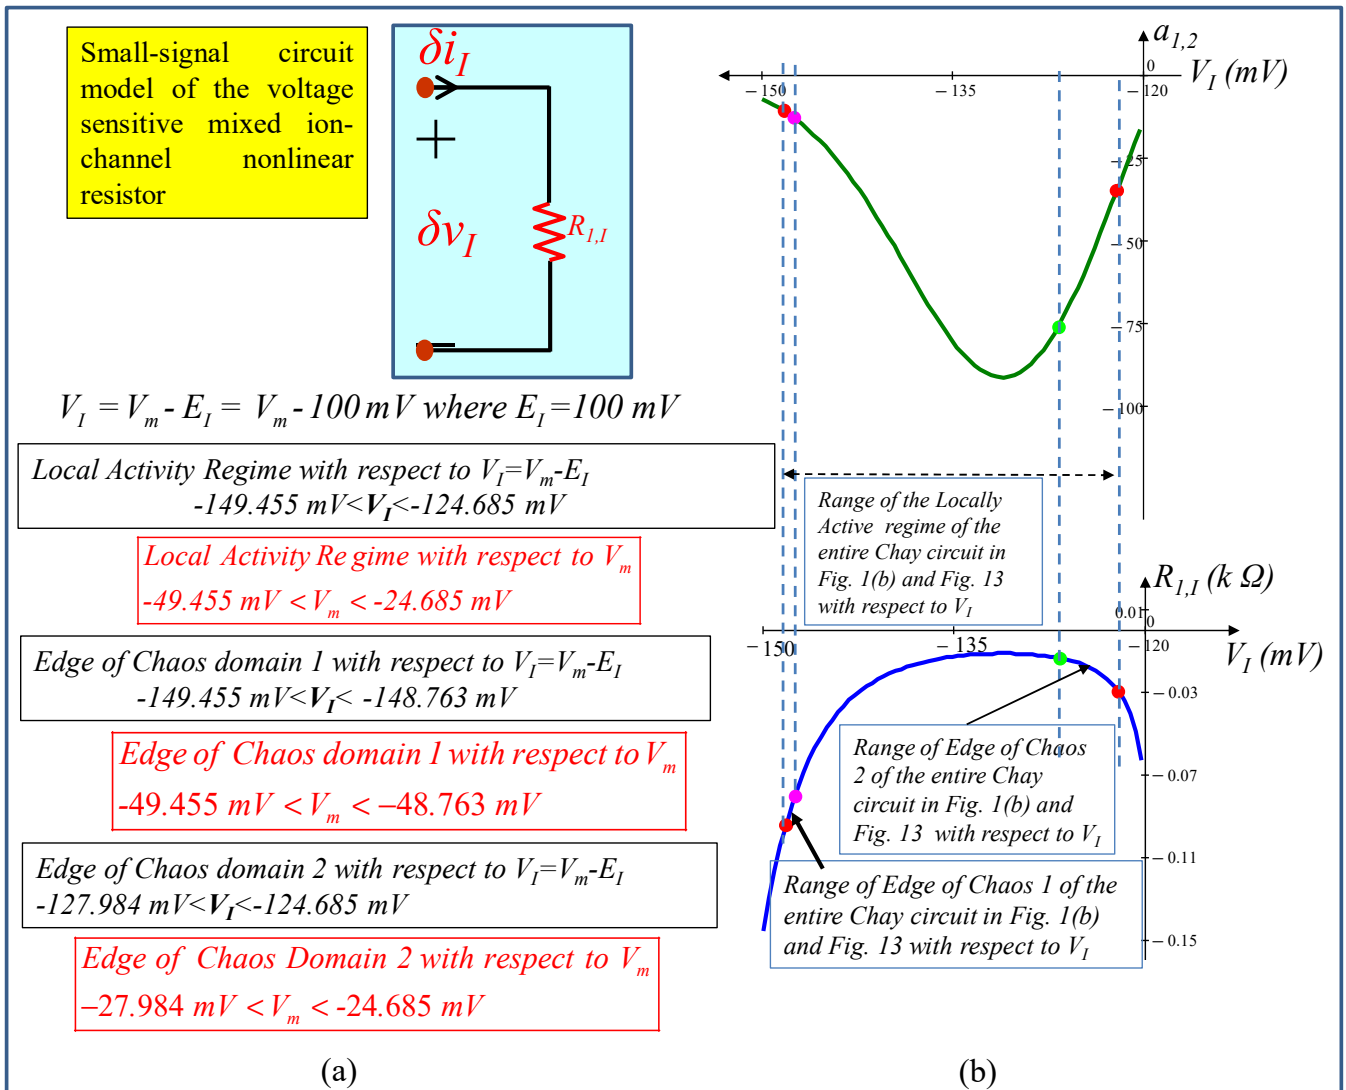 Small-signal circuit
model of the voltage
sensitive mixed ion-
channel nonlinear
resistor
δi_I
+
δv_I
R_{1,I}
−
V_I = V_m - E_I = V_m - 100 mV where E_I =100 mV
Local Activity Regime with respect to V_I=V_m-E_I
-149.455 mV<V_I<-124.685 mV
Local Activity Re gime with respect to V_m
-49.455 mV < V_m < -24.685 mV
Edge of Chaos domain 1 with respect to V_I=V_m-E_I
-149.455 mV<V_I< -148.763 mV
Edge of Chaos domain 1 with respect to V_m
-49.455 mV < V_m < −48.763 mV
Edge of Chaos domain 2 with respect to V_I=V_m-E_I
-127.984 mV<V_I<-124.685 mV
Edge of Chaos Domain 2 with respect to V_m
−27.984 mV < V_m < -24.685 mV
(a)
a_{1,2}
0
V_I (mV)
−150
−135
−120
−25
−50
−75
−100
Range of the Locally
Active regime of the
entire Chay circuit in
Fig. 1(b) and Fig. 13
with respect to V_I
R_{1,I} (k Ω)
0.01
0
−150
−135
−120
V_I (mV)
−0.03
−0.07
−0.11
−0.15
Range of Edge of Chaos
2 of the entire Chay
circuit in Fig. 1(b) and
Fig. 13 with respect to V_I
Range of Edge of Chaos 1 of the
entire Chay circuit in Fig. 1(b)
and Fig. 13 with respect to V_I
(b)